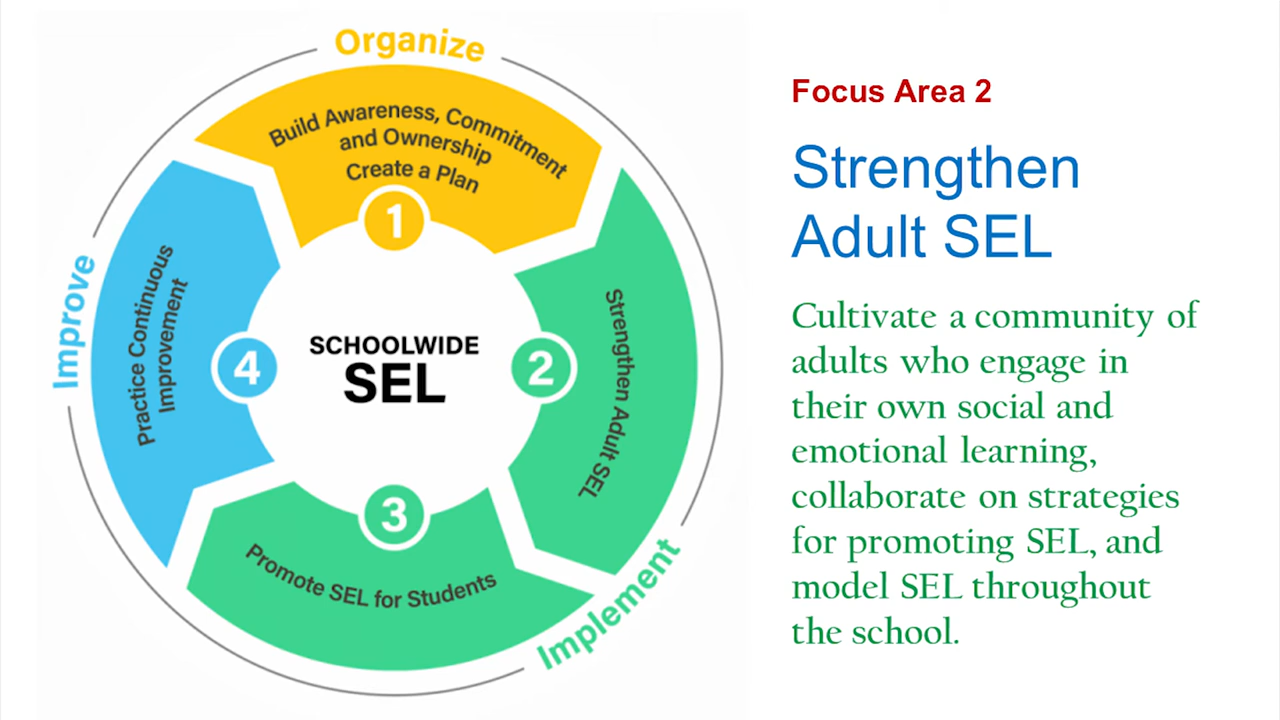 Organize
Build Awareness, Commitment
and Ownership
Create a Plan
1
Improve
Practice Continuous
Improvement
4
SCHOOLWIDE
SEL
2
Strengthen Adult SEL
3
Promote SEL for Students
Implement
Focus Area 2
Strengthen
Adult SEL
Cultivate a community of
adults who engage in
their own social and
emotional learning,
collaborate on strategies
for promoting SEL, and
model SEL throughout
the school.